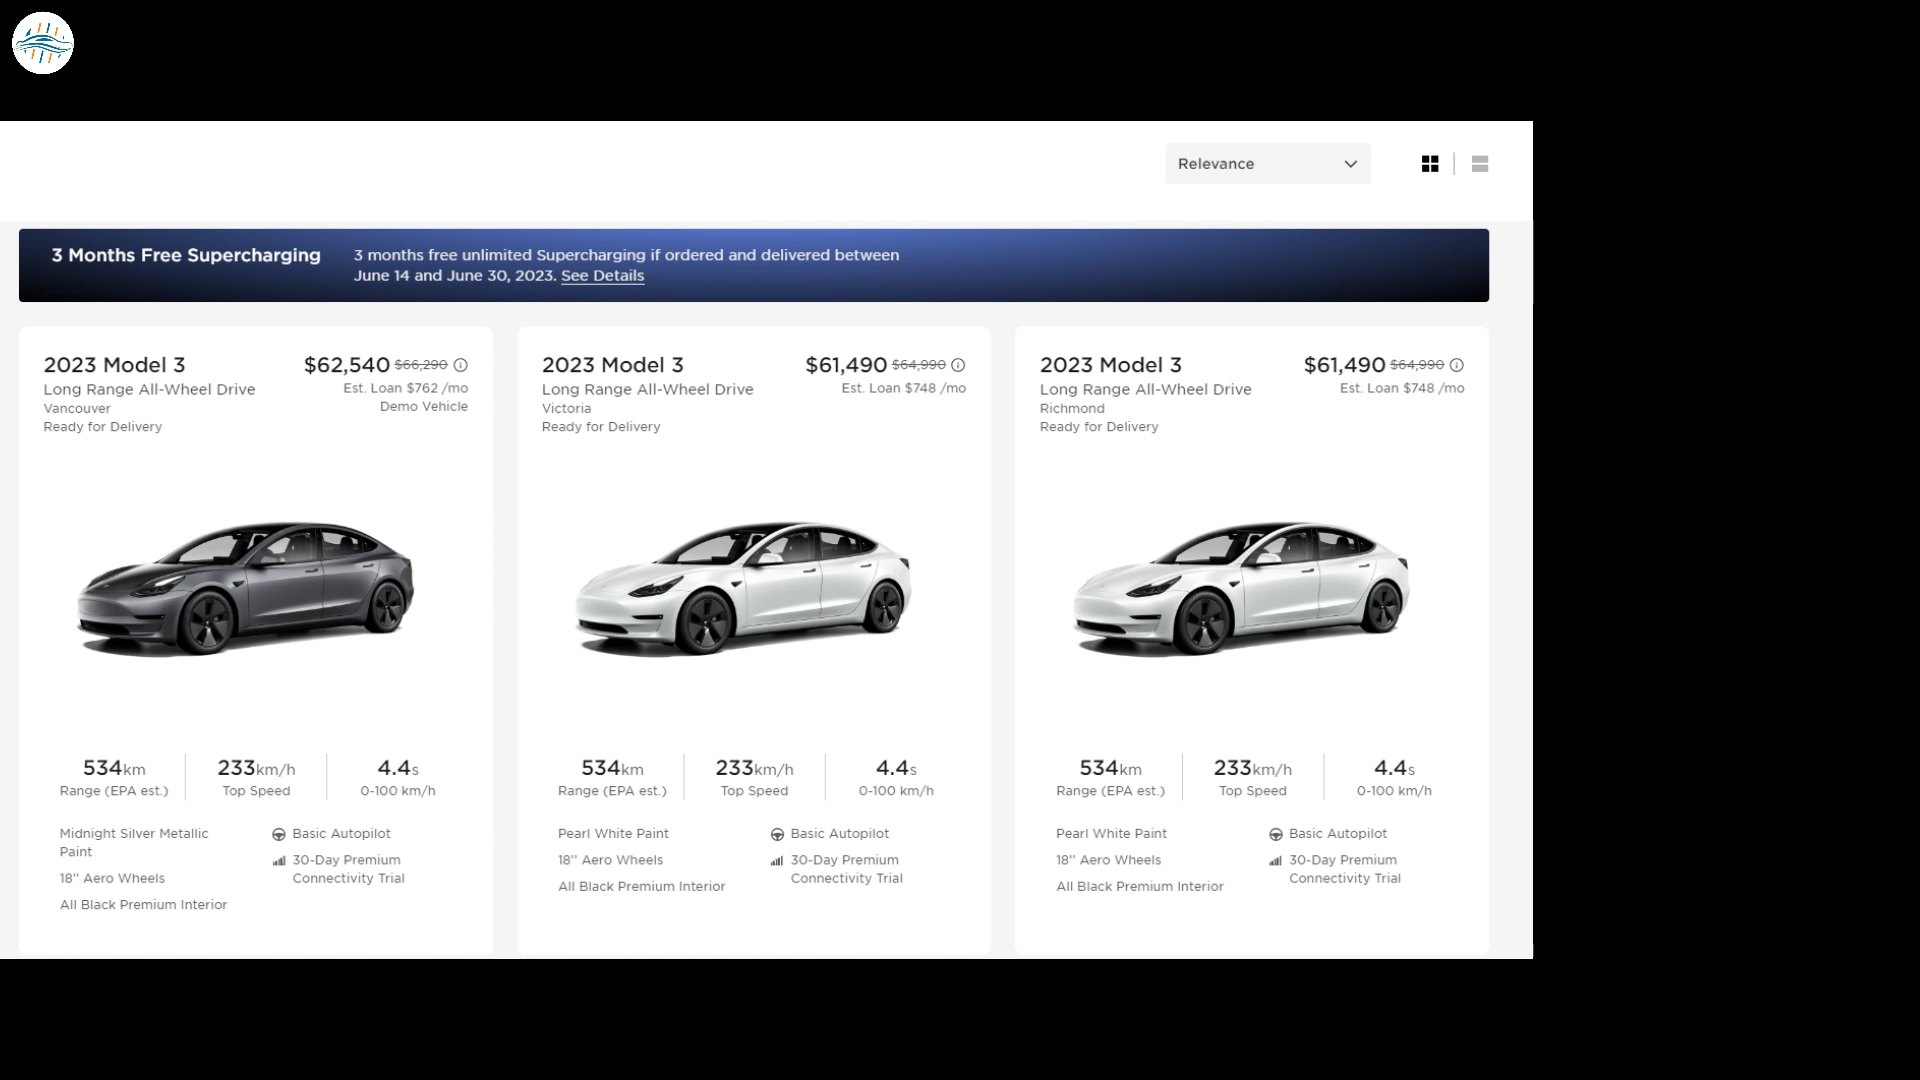 Relevance
3 Months Free Supercharging
3 months free unlimited Supercharging if ordered and delivered between
June 14 and June 30, 2023. See Details
2023 Model 3
$62,540 $66,290
Long Range All-Wheel Drive
Est. Loan $762 /mo
Vancouver
Demo Vehicle
Ready for Delivery
534km
Range (EPA est.)
233km/h
Top Speed
4.4s
0-100 km/h
Midnight Silver Metallic
Paint
18'' Aero Wheels
All Black Premium Interior
Basic Autopilot
30-Day Premium
Connectivity Trial
2023 Model 3
$61,490 $64,990
Long Range All-Wheel Drive
Est. Loan $748 /mo
Victoria
Ready for Delivery
534km
Range (EPA est.)
233km/h
Top Speed
4.4s
0-100 km/h
Pearl White Paint
18'' Aero Wheels
All Black Premium Interior
Basic Autopilot
30-Day Premium
Connectivity Trial
2023 Model 3
$61,490 $64,990
Long Range All-Wheel Drive
Est. Loan $748 /mo
Richmond
Ready for Delivery
534km
Range (EPA est.)
233km/h
Top Speed
4.4s
0-100 km/h
Pearl White Paint
18'' Aero Wheels
All Black Premium Interior
Basic Autopilot
30-Day Premium
Connectivity Trial